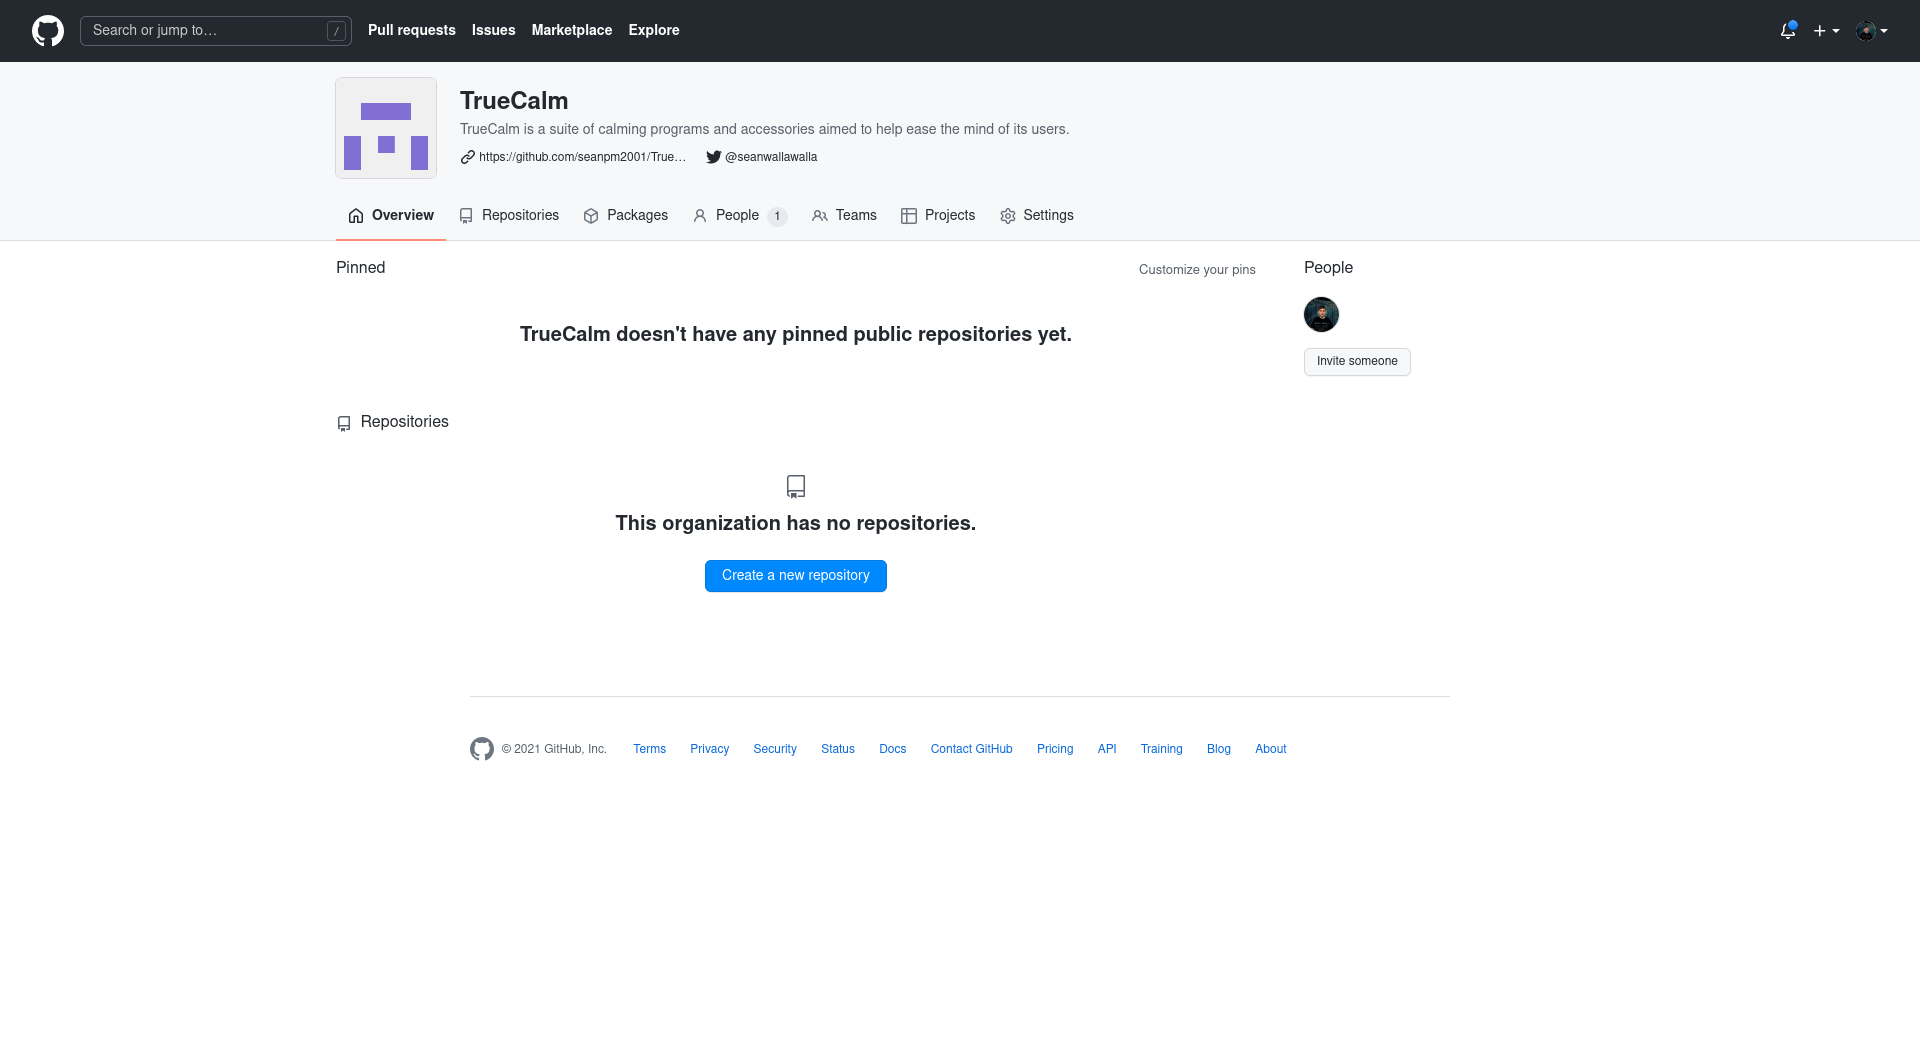 Search or jump to… / Pull requests Issues Marketplace Explore
TrueCalm
TrueCalm is a suite of calming programs and accessories aimed to help ease the mind of its users.
https://github.com/seanpm2001/True… @seanwallawalla
Overview Repositories Packages People 1 Teams Projects Settings
Pinned Customize your pins
TrueCalm doesn't have any pinned public repositories yet.
Repositories
This organization has no repositories.
Create a new repository
People
Invite someone
© 2021 GitHub, Inc. Terms Privacy Security Status Docs Contact GitHub Pricing API Training Blog About